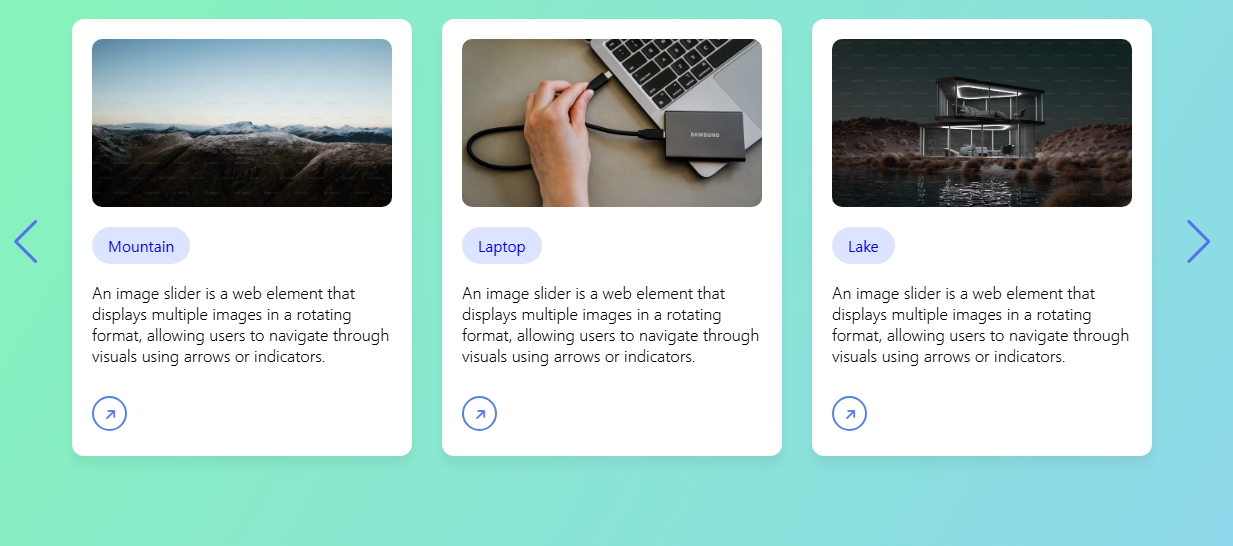 SAMSUNG
Mountain
An image slider is a web element that
displays multiple images in a rotating
format, allowing users to navigate through
visuals using arrows or indicators.
Laptop
An image slider is a web element that
displays multiple images in a rotating
format, allowing users to navigate through
visuals using arrows or indicators.
Lake
An image slider is a web element that
displays multiple images in a rotating
format, allowing users to navigate through
visuals using arrows or indicators.